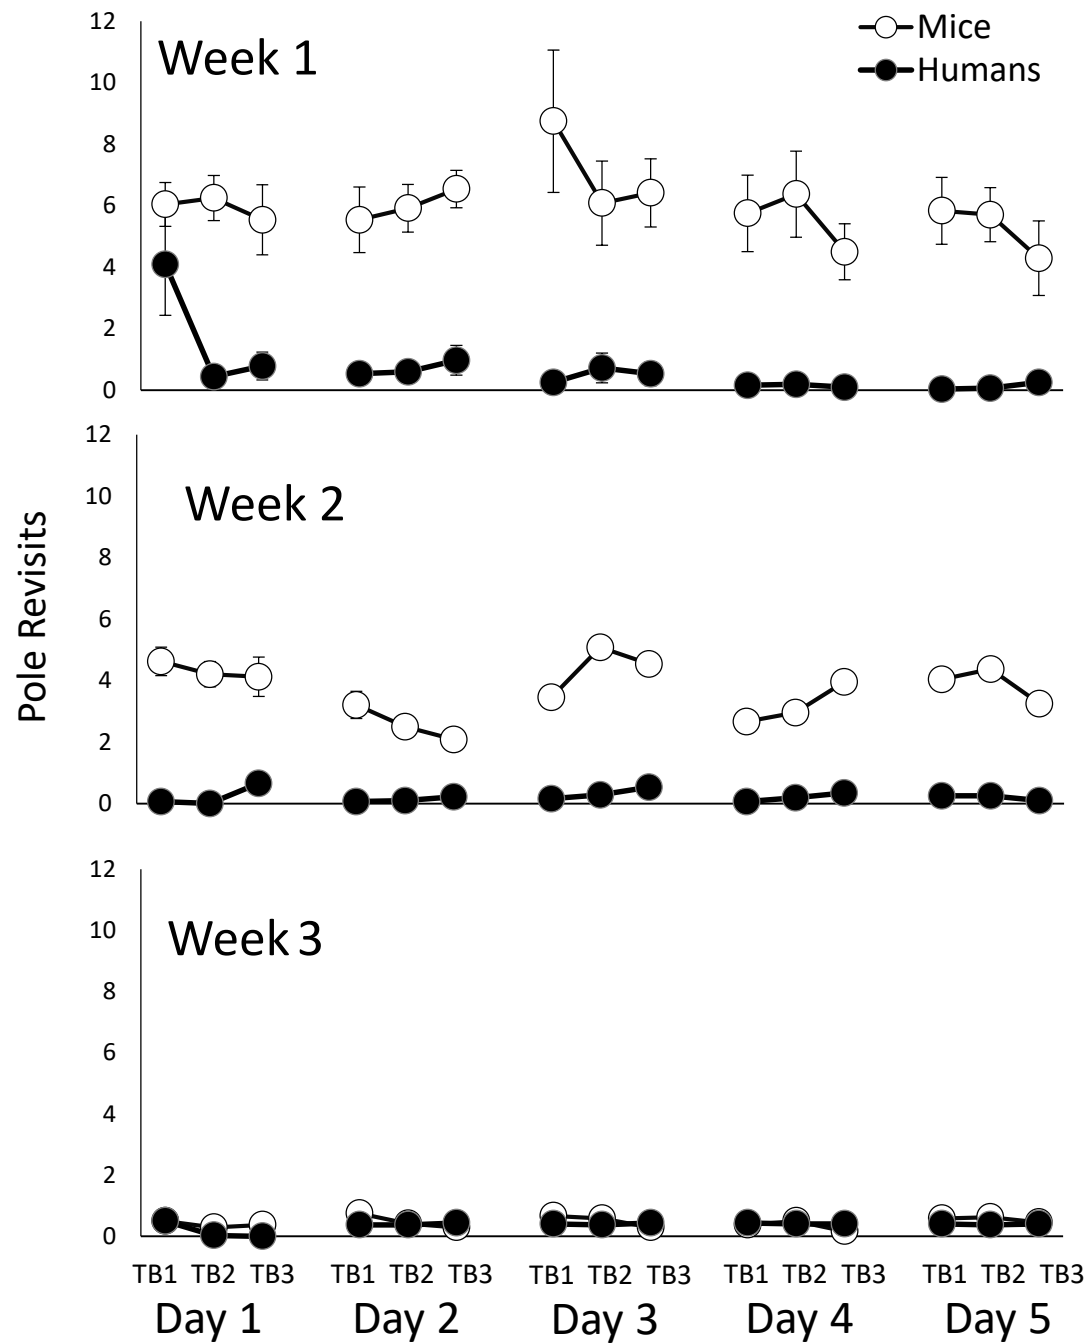 Mice
Humans
Week 1
12
10
8
6
4
2
0
Week 2
12
10
8
6
4
2
0
Pole Revisits
Week 3
12
10
8
6
4
2
0
TB1 TB2 TB3 TB1 TB2 TB3 TB1 TB2 TB3 TB1 TB2 TB3 TB1 TB2 TB3
Day 1 Day 2 Day 3 Day 4 Day 5